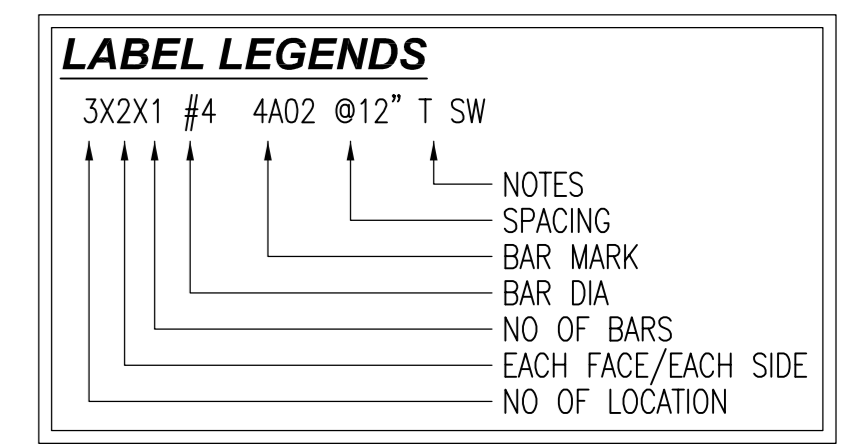 LABEL LEGENDS
3X2X1 #4 4A02 @12" T SW
NOTES
SPACING
BAR MARK
BAR DIA
NO OF BARS
EACH FACE/EACH SIDE
NO OF LOCATION